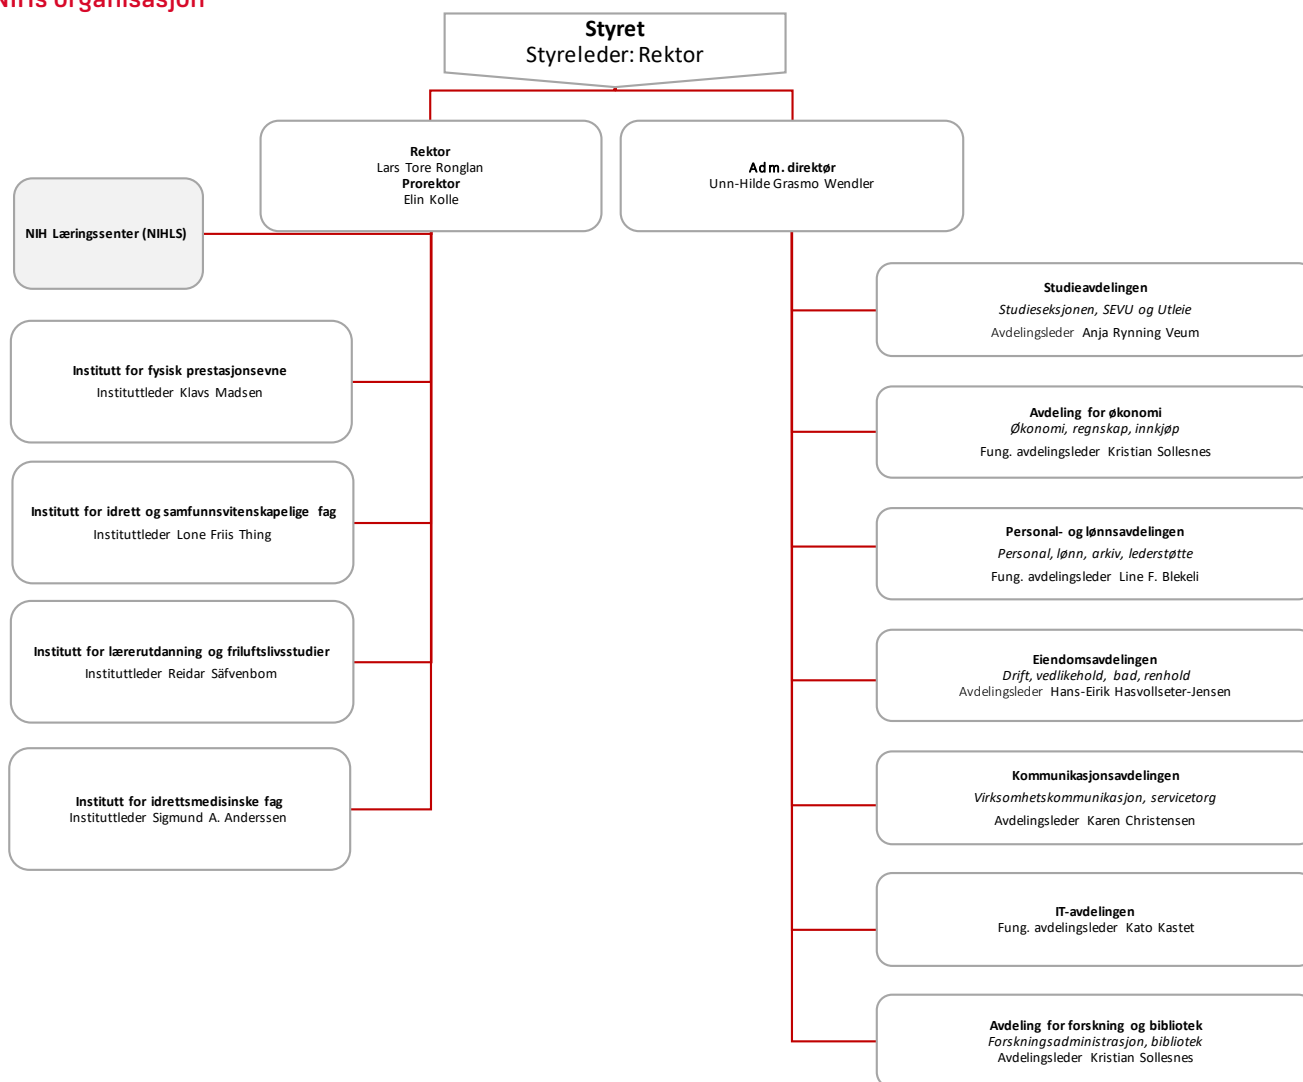 NIHs organisasjon
Styret
Styreleder: Rektor
Rektor
Lars Tore Ronglan
Prorektor
Elin Kolle
Adm. direktør
Unn-Hilde Grasmo Wendler
NIH Læringssenter (NIHLS)
Institutt for fysisk prestasjonsevne
Instituttleder Klavs Madsen
Institutt for idrett og samfunnsvitenskapelige fag
Instituttleder Lone Friis Thing
Institutt for lærerutdanning og friluftslivsstudier
Instituttleder Reidar Säfvenbom
Institutt for idrettsmedisinske fag
Instituttleder Sigmund A. Anderssen
Studieavdelingen
Studieseksjonen, SEVU og Utleie
Avdelingsleder Anja Rynning Veum
Avdeling for økonomi
Økonomi, regnskap, innkjøp
Fung. avdelingsleder Kristian Sollesnes
Personal- og lønnsavdelingen
Personal, lønn, arkiv, lederstøtte
Fung. avdelingsleder Line F. Blekeli
Eiendomsavdelingen
Drift, vedlikehold, bad, renhold
Avdelingsleder Hans-Eirik Hasvollseter-Jensen
Kommunikasjonsavdelingen
Virksomhetskommunikasjon, servicetorg
Avdelingsleder Karen Christensen
IT-avdelingen
Fung. avdelingsleder Kato Kastet
Avdeling for forskning og bibliotek
Forskningsadministrasjon, bibliotek
Avdelingsleder Kristian Sollesnes